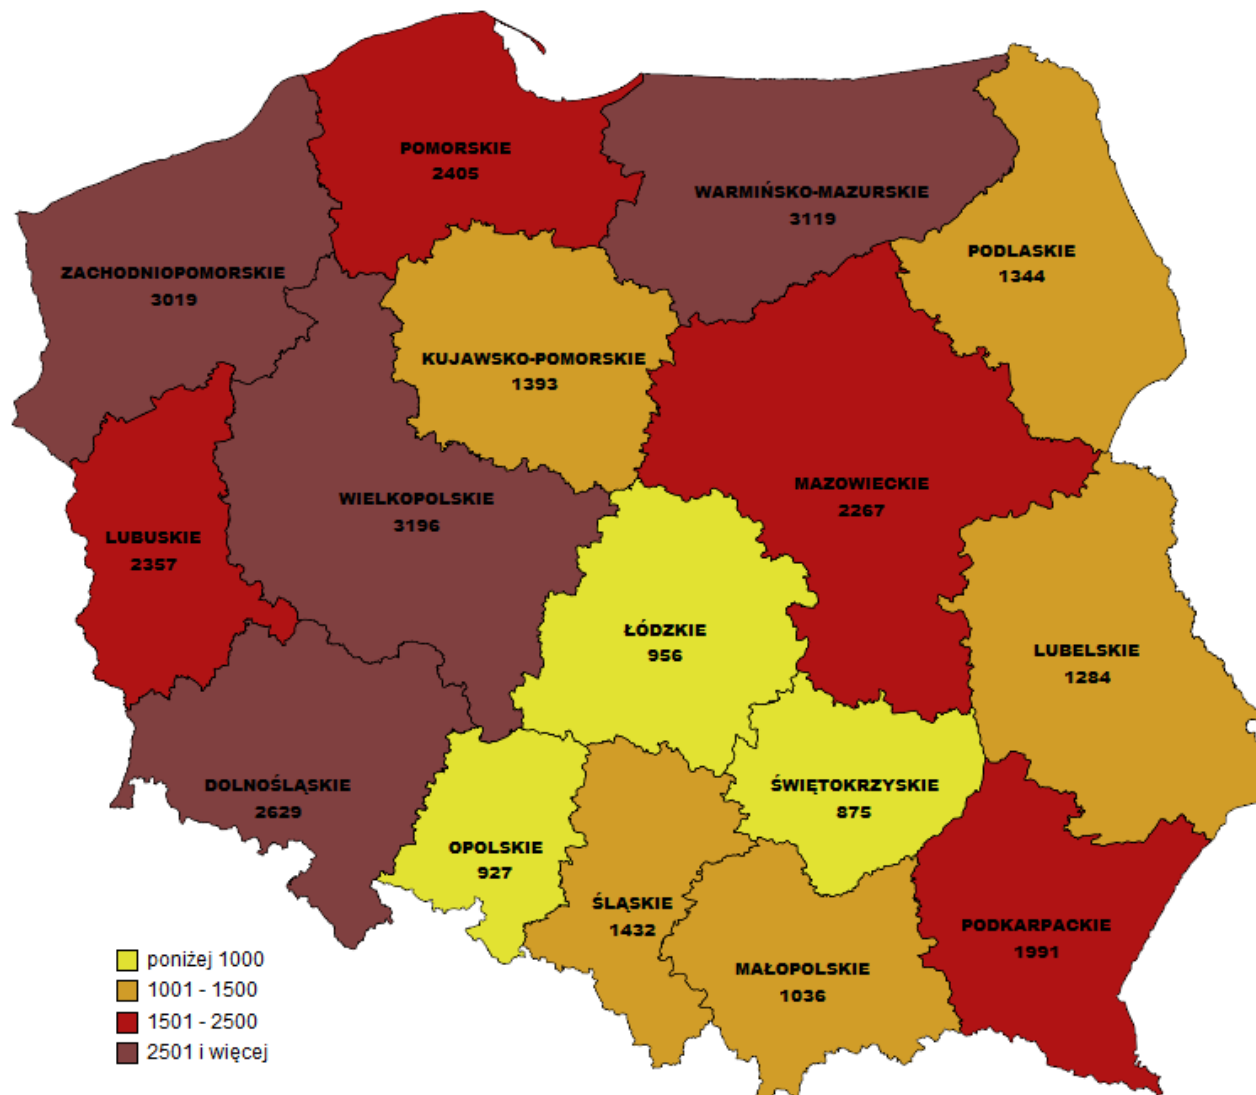 POMORSKIE
2405
WARMIŃSKO-MAZURSKIE
3119
PODLASKIE
1344
ZACHODNIOPOMORSKIE
3019
KUJAWSKO-POMORSKIE
1393
WIELKOPOLSKIE
3196
MAZOWIECKIE
2267
LUBUSKIE
2357
ŁÓDZKIE
956
LUBELSKIE
1284
DOLNOŚLĄSKIE
2629
ŚWIĘTOKRZYSKIE
875
OPOLSKIE
927
ŚLĄSKIE
1432
PODKARPACKIE
1991
MAŁOPOLSKIE
1036
poniżej 1000
1001 - 1500
1501 - 2500
2501 i więcej